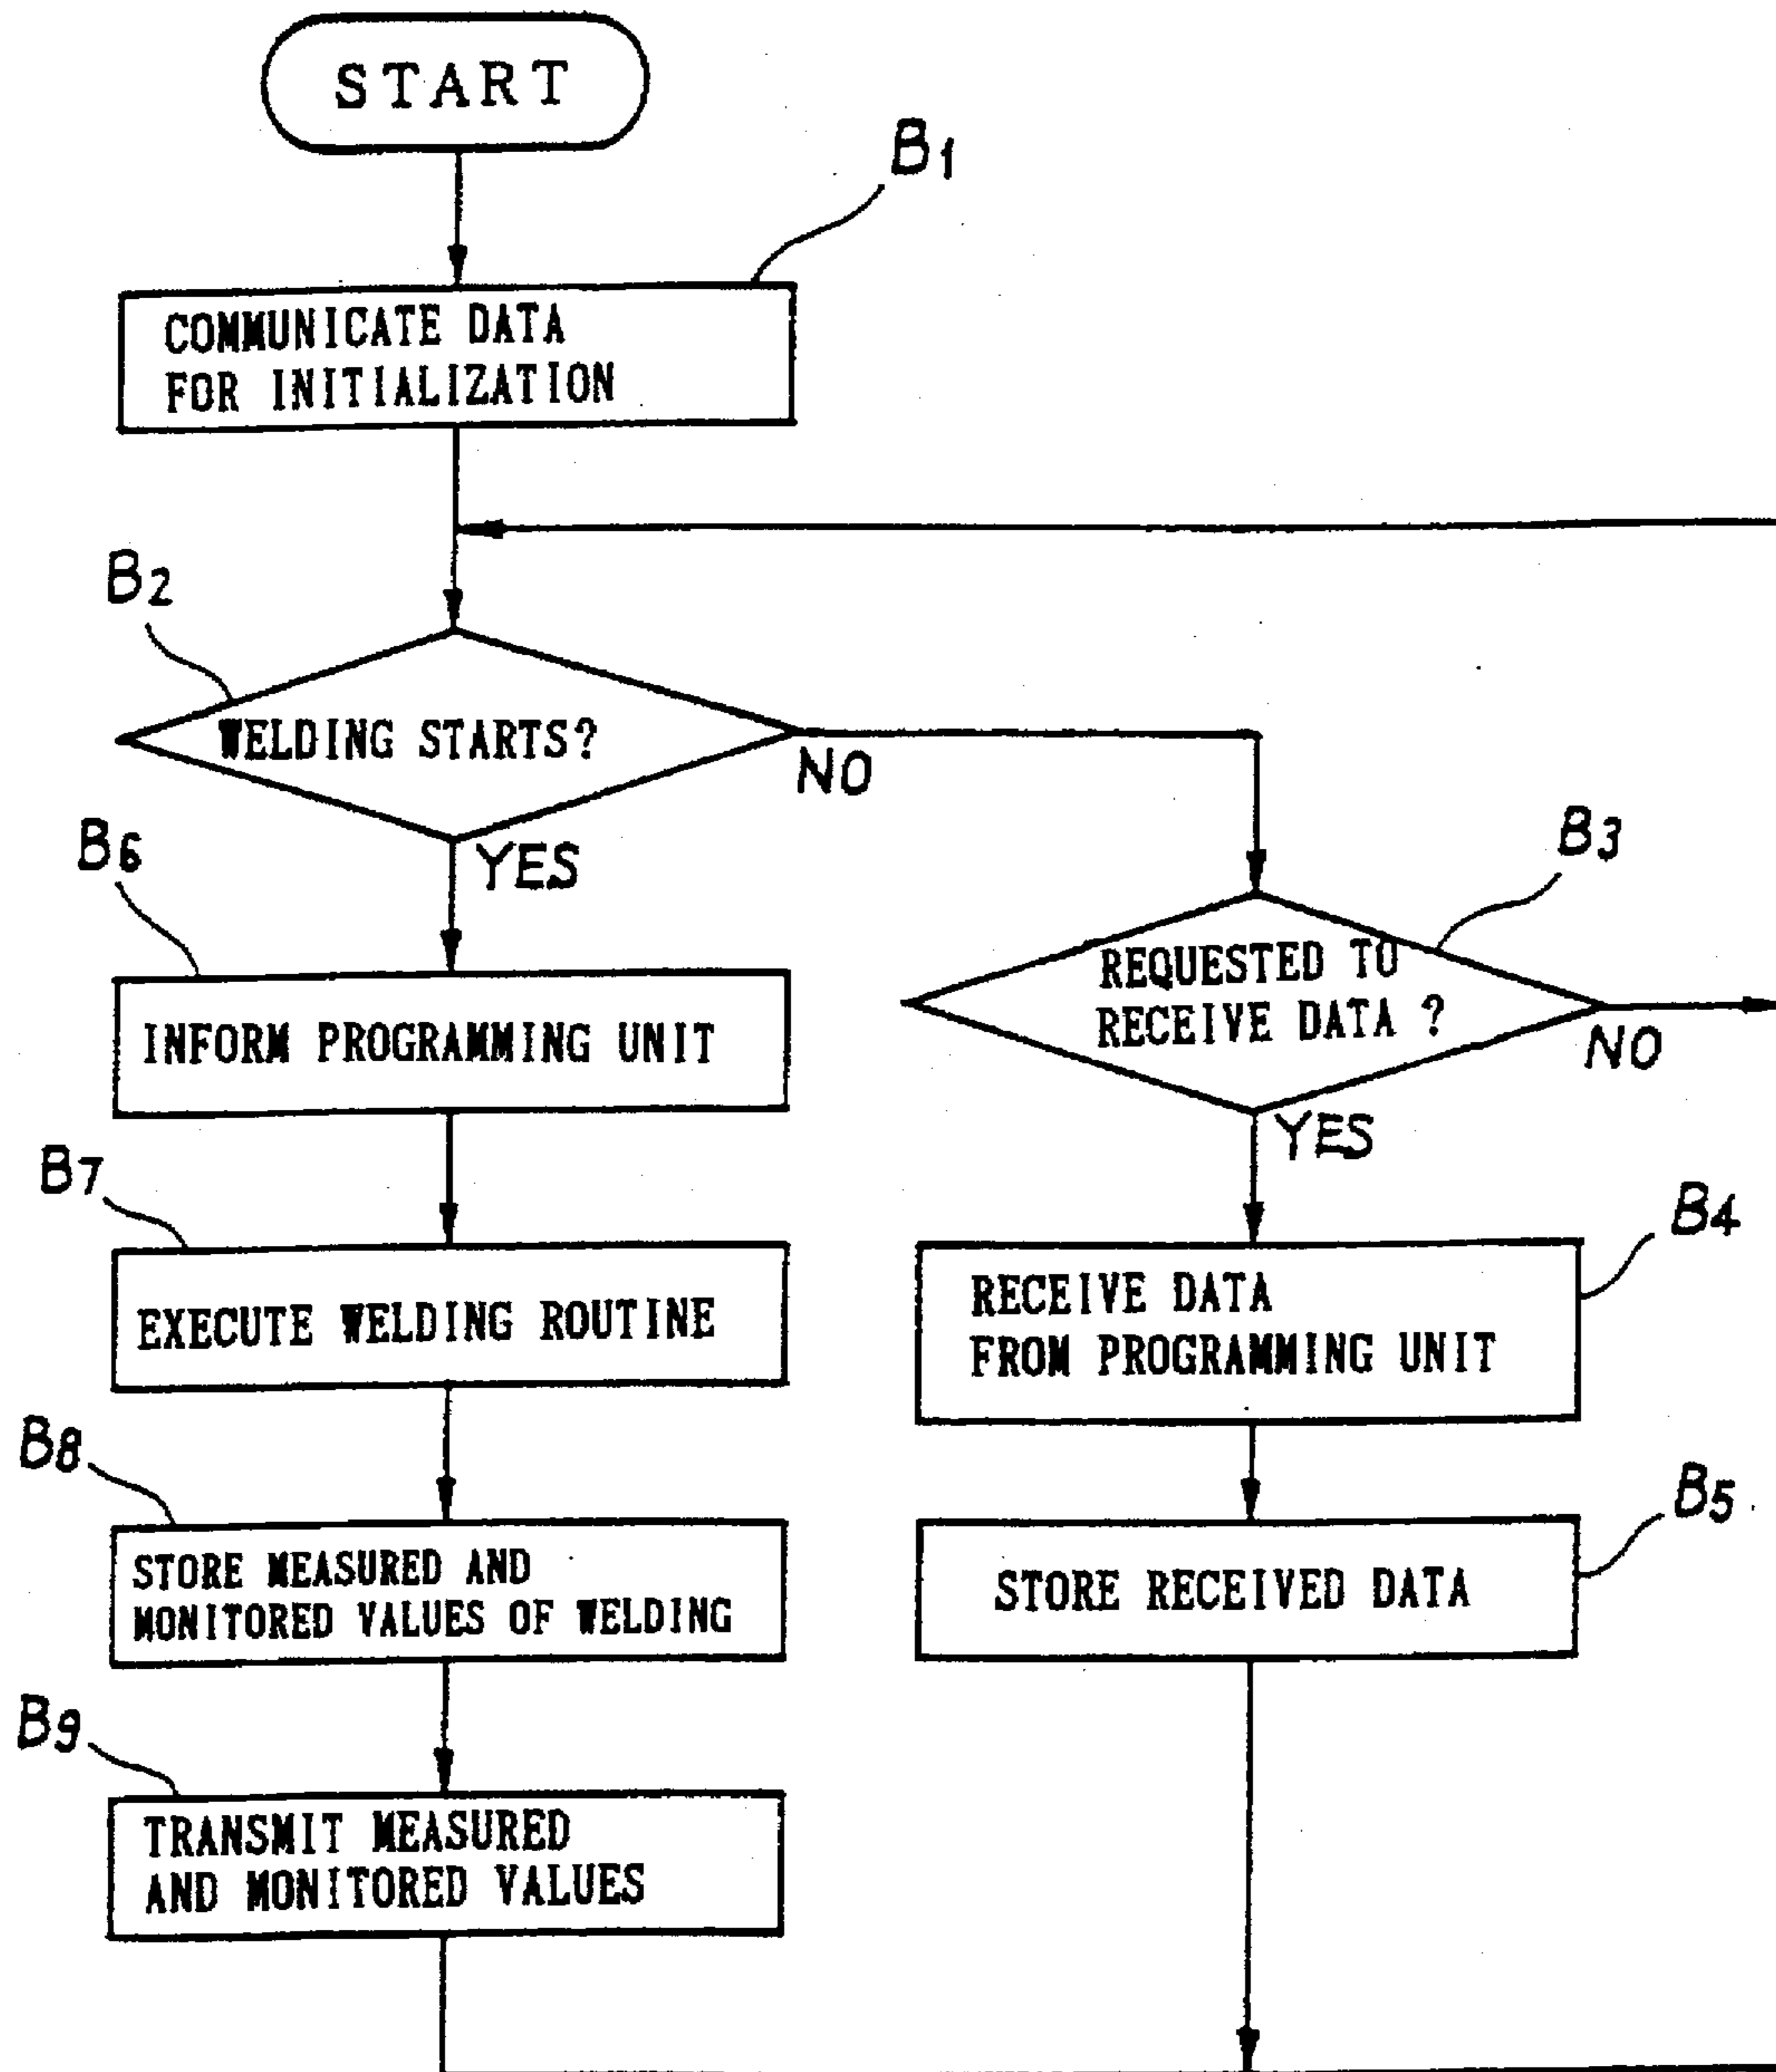 START
B1
COMMUNICATE DATA
FOR INITIALIZATION
B2
WELDING STARTS?
NO
YES
B3
REQUESTED TO
RECEIVE DATA ?
NO
YES
B6
INFORM PROGRAMMING UNIT
B7
EXECUTE WELDING ROUTINE
B4
RECEIVE DATA
FROM PROGRAMMING UNIT
B8
STORE MEASURED AND
MONITORED VALUES OF WELDING
B5
STORE RECEIVED DATA
B9
TRANSMIT MEASURED
AND MONITORED VALUES